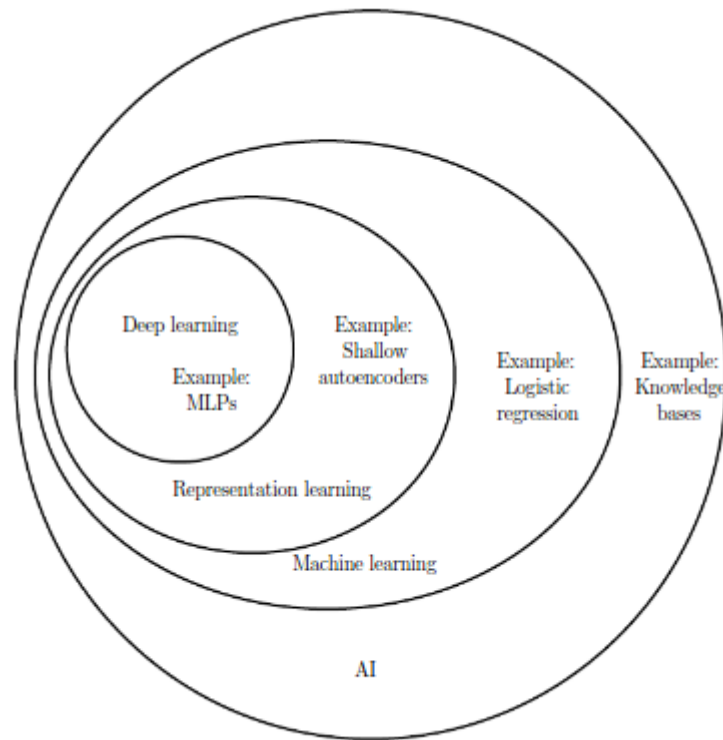 Deep learning
Example:
MLPs
Example:
Shallow
autoencoders
Example:
Logistic
regression
Example:
Knowledge
bases
Representation learning
Machine learning
AI